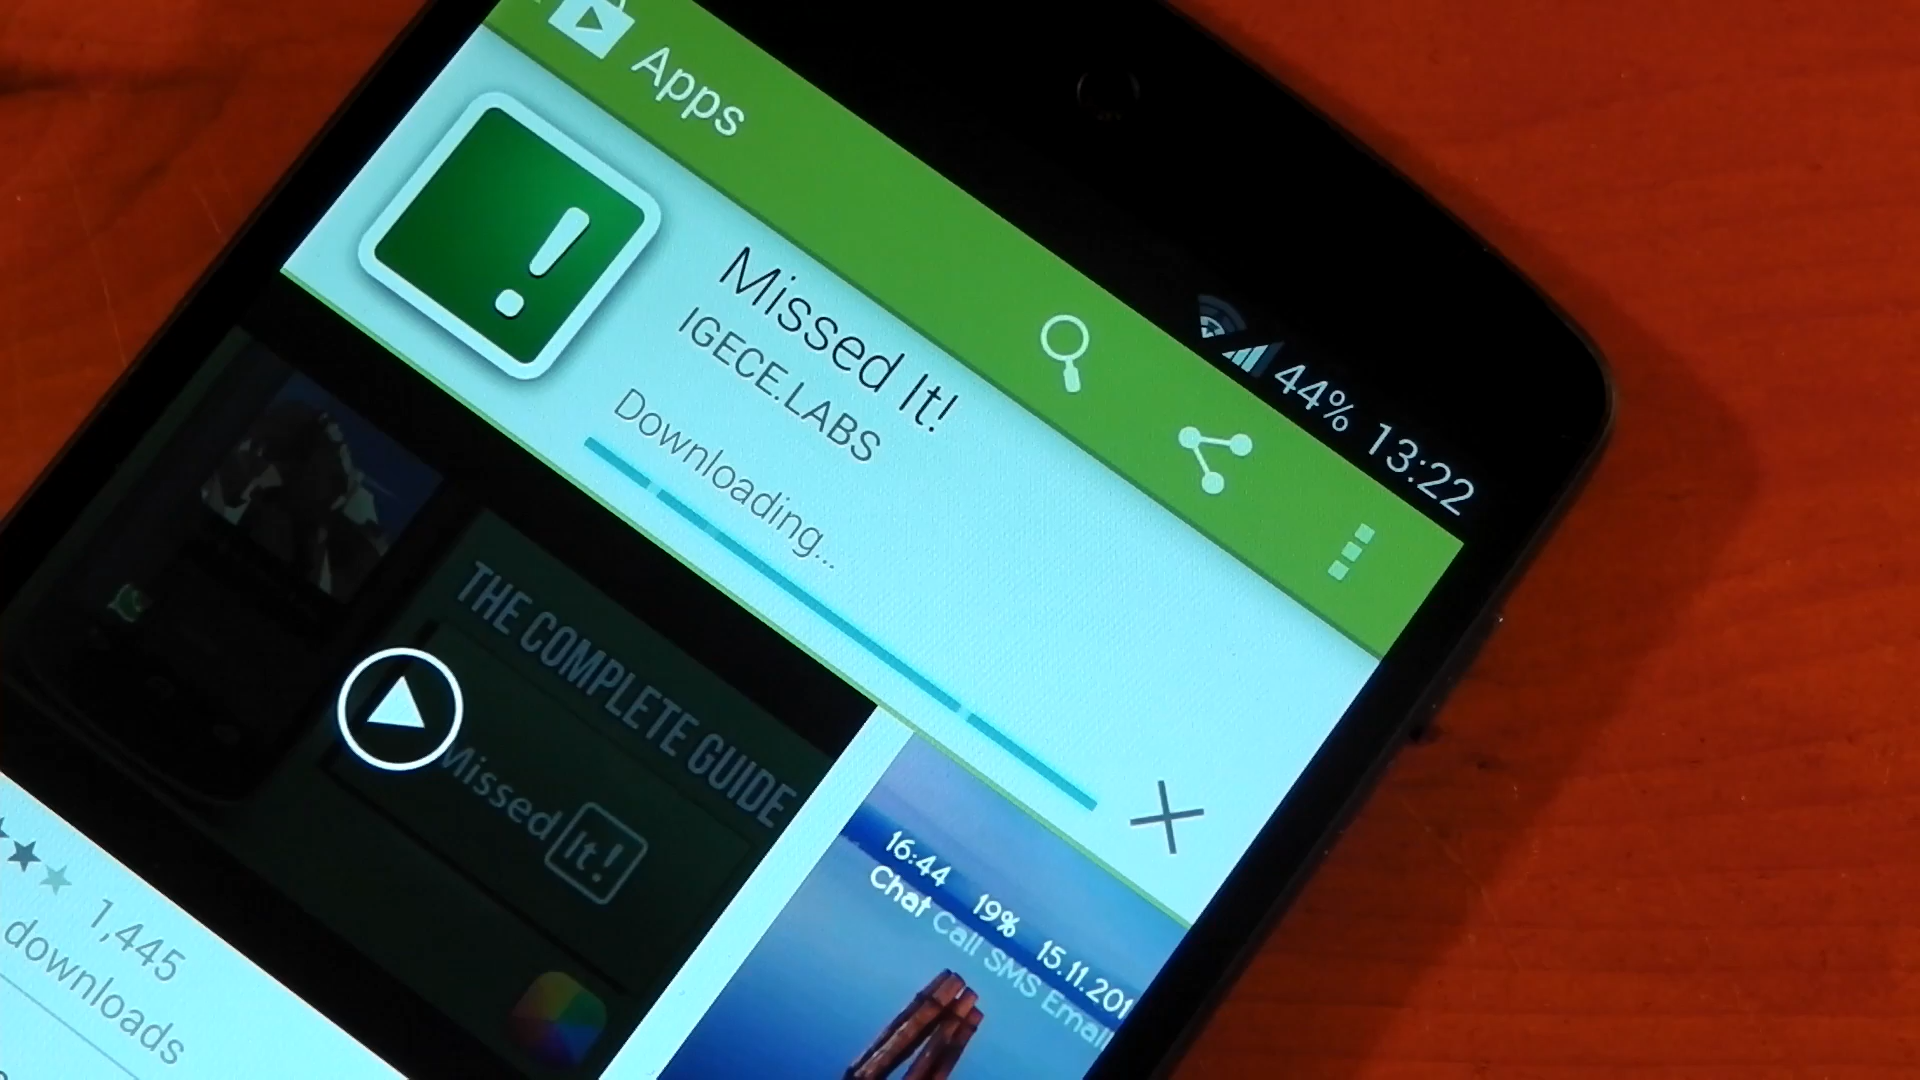 44% 13:22
Apps
Missed It!
IGECE.LABS
Downloading...
THE COMPLETE GUIDE
Missed It!
1,445
downloads
16:44 19% 15.11.201
Chat Call SMS Email